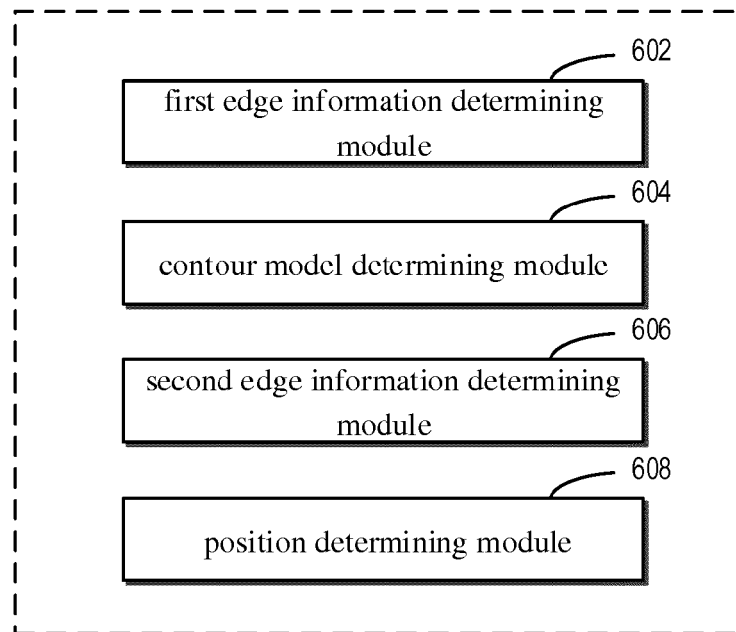 602
first edge information determining
module
604
contour model determining module
606
second edge information determining
module
608
position determining module